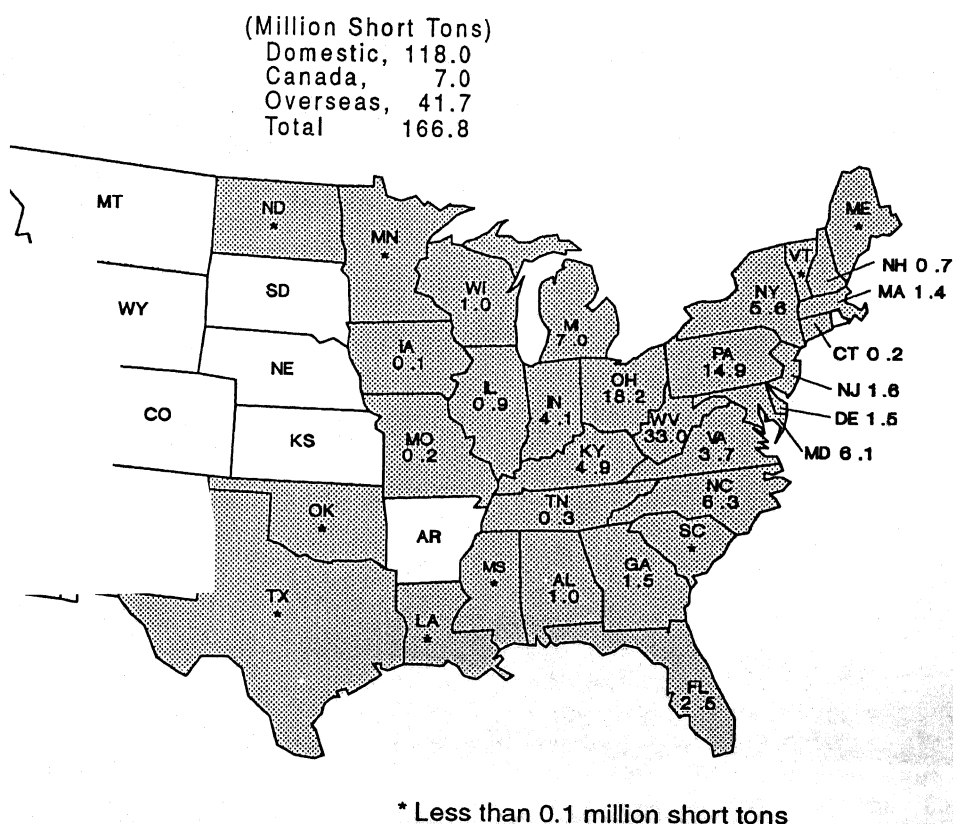 (Million Short Tons)
Domestic, 118.0
Canada, 7.0
Overseas, 41.7
Total 166.8
MT
ND
*
MN
*
ME
*
VT
*
NH 0.7
MA 1.4
SD
WI
1.0
NY
5.6
WY
MI
7.0
IA
0.1
PA
14.9
CT 0.2
NE
OH
18.2
NJ 1.6
IL
0.9
IN
4.1
CO
WV
33.0
DE 1.5
KS
MO
0.2
VA
3.7
MD 6.1
KY
4.9
NC
6.3
TN
0.3
OK
*
AR
SC
*
MS
*
AL
1.0
GA
1.5
TX
*
LA
*
FL
2.5
* Less than 0.1 million short tons